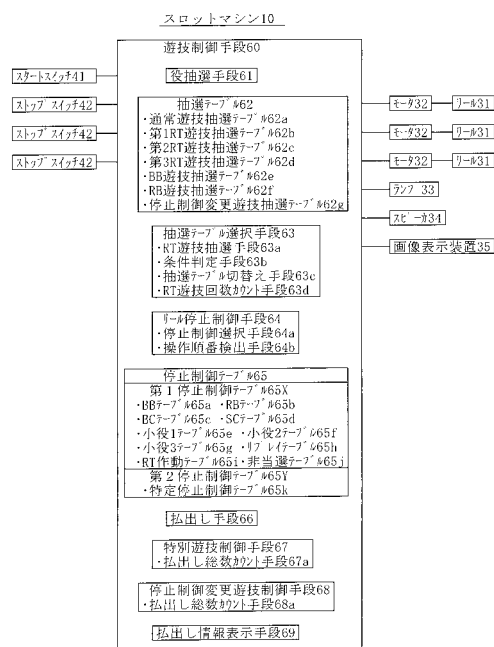 スロットマシン10
遊技制御手段60
役抽選手段61
スタートスイッチ41
ストップスイッチ42
ストップスイッチ42
ストップスイッチ42
抽選テーブル62
・通常遊技抽選テーブル62a
・第1RT遊技抽選テーブル62b
・第2RT遊技抽選テーブル62c
・第3RT遊技抽選テーブル62d
・BB遊技抽選テーブル62e
・RB遊技抽選テーブル62f
・停止制御変更遊技抽選テーブル62g
モータ32 リール31
モータ32 リール31
モータ32 リール31
ランプ33
スピーカ34
画像表示装置35
抽選テーブル選択手段63
・RT遊技抽選手段63a
・条件判定手段63b
・抽選テーブル切替え手段63c
・RT遊技回数カウント手段63d
リール停止制御手段64
・停止制御選択手段64a
・操作順番検出手段64b
停止制御テーブル65
第1停止制御テーブル65X
・BBテーブル65a ・RBテーブル65b
・BCテーブル65c ・SCテーブル65d
・小役1テーブル65e ・小役2テーブル65f
・小役3テーブル65g ・リプレイテーブル65h
・RT作動テーブル65i ・非当選テーブル65j
第2停止制御テーブル65Y
・特定停止制御テーブル65k
払出し手段66
特別遊技制御手段67
・払出し総数カウント手段67a
停止制御変更遊技制御手段68
・払出し総数カウント手段68a
払出し情報表示手段69